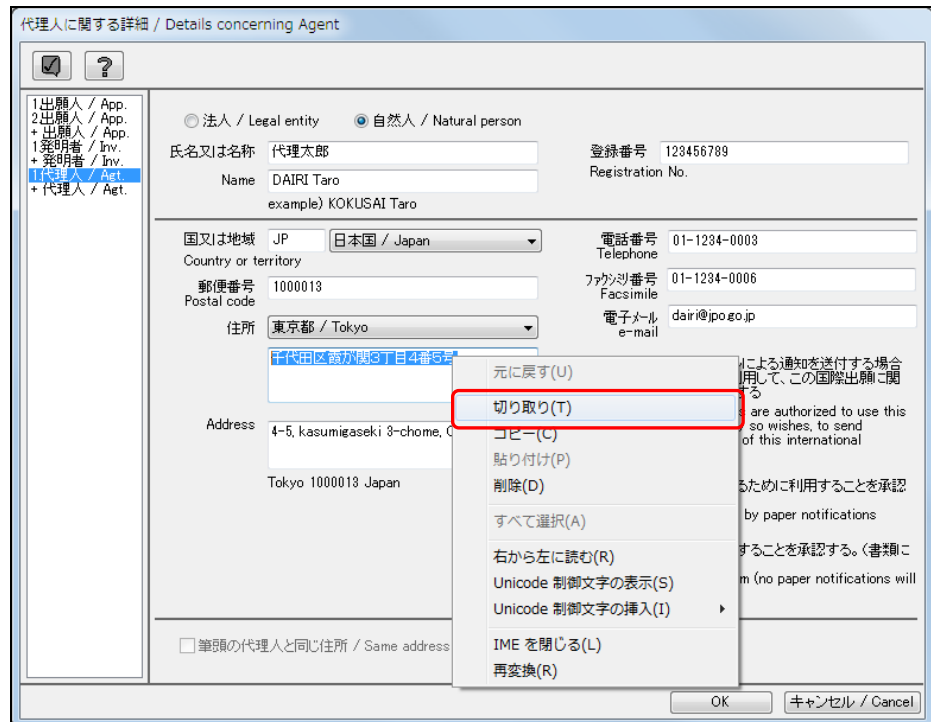 代理人に関する詳細 / Details concerning Agent
?
1出願人 / App.
2出願人 / App.
+ 出願人 / App.
1発明者 / Inv.
+ 発明者 / Inv.
1代理人 / Agt.
+ 代理人 / Agt.
法人 / Legal entity 自然人 / Natural person
氏名又は名称 代理太郎 登録番号 123456789
Registration No.
Name DAIRI Taro
example) KOKUSAI Taro
国又は地域 JP 日本国 / Japan 電話番号 01-1234-0003
Country or territory Telephone
郵便番号 1000013 ファクシミリ番号 01-1234-0006
Postal code Facsimile
住所 東京都 / Tokyo 電子メール dairi@jpo.go.jp
e-mail
千代田区霞が関3丁目4番5号
による通知を送付する場合
用して、この国際出願に関
する
Address 4-5, kasumigaseki 3-chome, C
are authorized to use this
so wishes, to send
of this international
Tokyo 1000013 Japan
るために利用することを承認
by paper notifications
することを承認する。(書類に
m (no paper notifications will
元に戻す(U)
切り取り(T)
コピー(C)
貼り付け(P)
削除(D)
すべて選択(A)
右から左に読む(R)
Unicode 制御文字の表示(S)
Unicode 制御文字の挿入(I)
IME を閉じる(L)
再変換(R)
筆頭の代理人と同じ住所 / Same address
OK キャンセル / Cancel